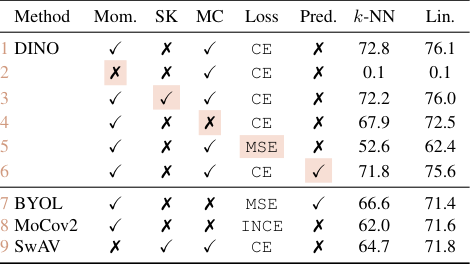 Method Mom. SK MC Loss Pred. k-NN Lin.
1 DINO ✓ ✗ ✓ CE ✗ 72.8 76.1
2 ✗ ✗ ✓ CE ✗ 0.1 0.1
3 ✓ ✓ ✓ CE ✗ 72.2 76.0
4 ✓ ✗ ✗ CE ✗ 67.9 72.5
5 ✓ ✗ ✓ MSE ✗ 52.6 62.4
6 ✓ ✗ ✓ CE ✓ 71.8 75.6
7 BYOL ✓ ✗ ✗ MSE ✓ 66.6 71.4
8 MoCov2 ✓ ✗ ✗ INCE ✗ 62.0 71.6
9 SwAV ✗ ✓ ✓ CE ✗ 64.7 71.8